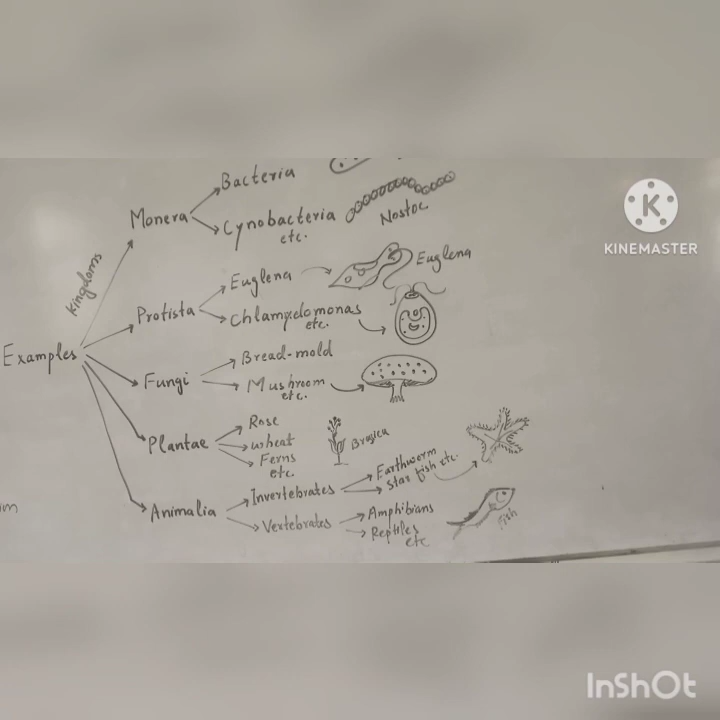 Bacteria
Monera
Cynobacteria
etc.
Nostoc
Kingdoms
Euglena
Euglena
Protista
Chlamydomonas
etc.
Examples
Bread-mold
Fungi
Mushroom
etc.
Rose
Plantae
wheat
Ferns
etc.
Brasica
Earthworm
Star fish etc.
Invertebrates
Animalia
Vertebrates
Amphibians
Reptiles
etc
Fish
K
KINEMASTER
InShOt